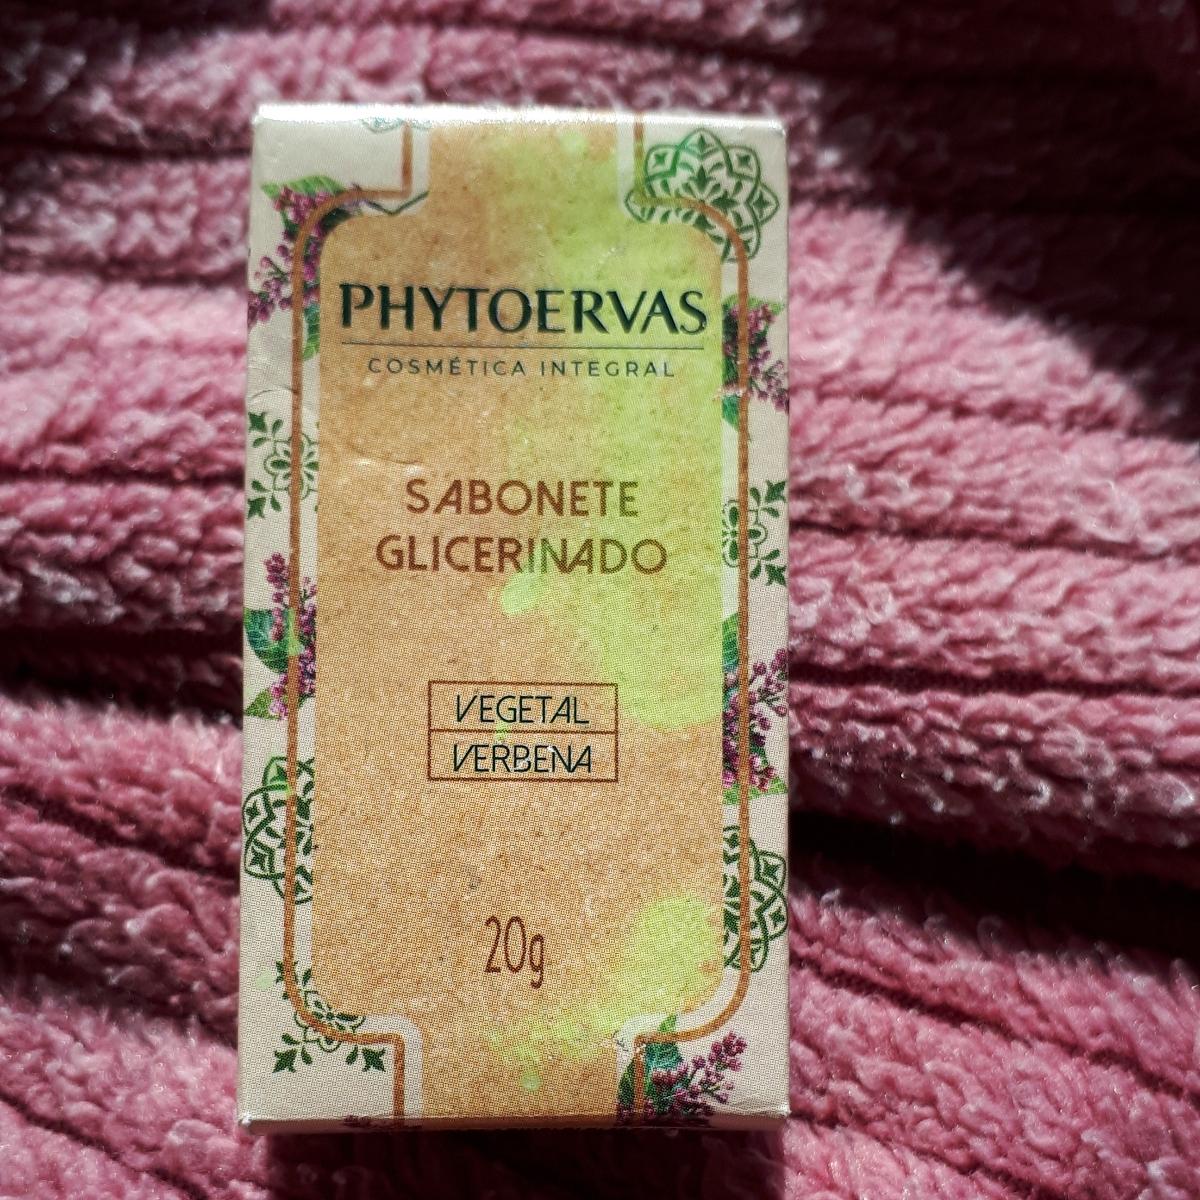 PHYTOERVAS
COSMÉTICA INTEGRAL
SABONETE
GLICERINADO
VEGETAL
VERBENA
20g